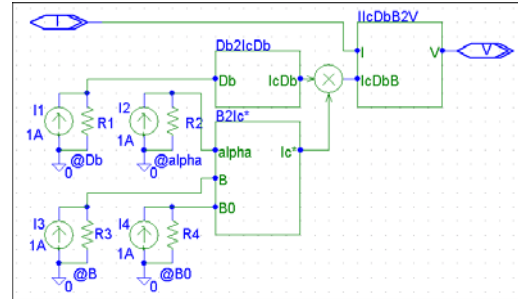 I
IIcDbB2V
I
V
V
IcDbB
Db2IcDb
Db
IcDb
I1
1A
R1
I2
1A
R2
0
@Db
0
@alpha
B2Ic*
alpha
Ic*
B
B0
I3
1A
R3
I4
1A
R4
0
@B
0
@B0